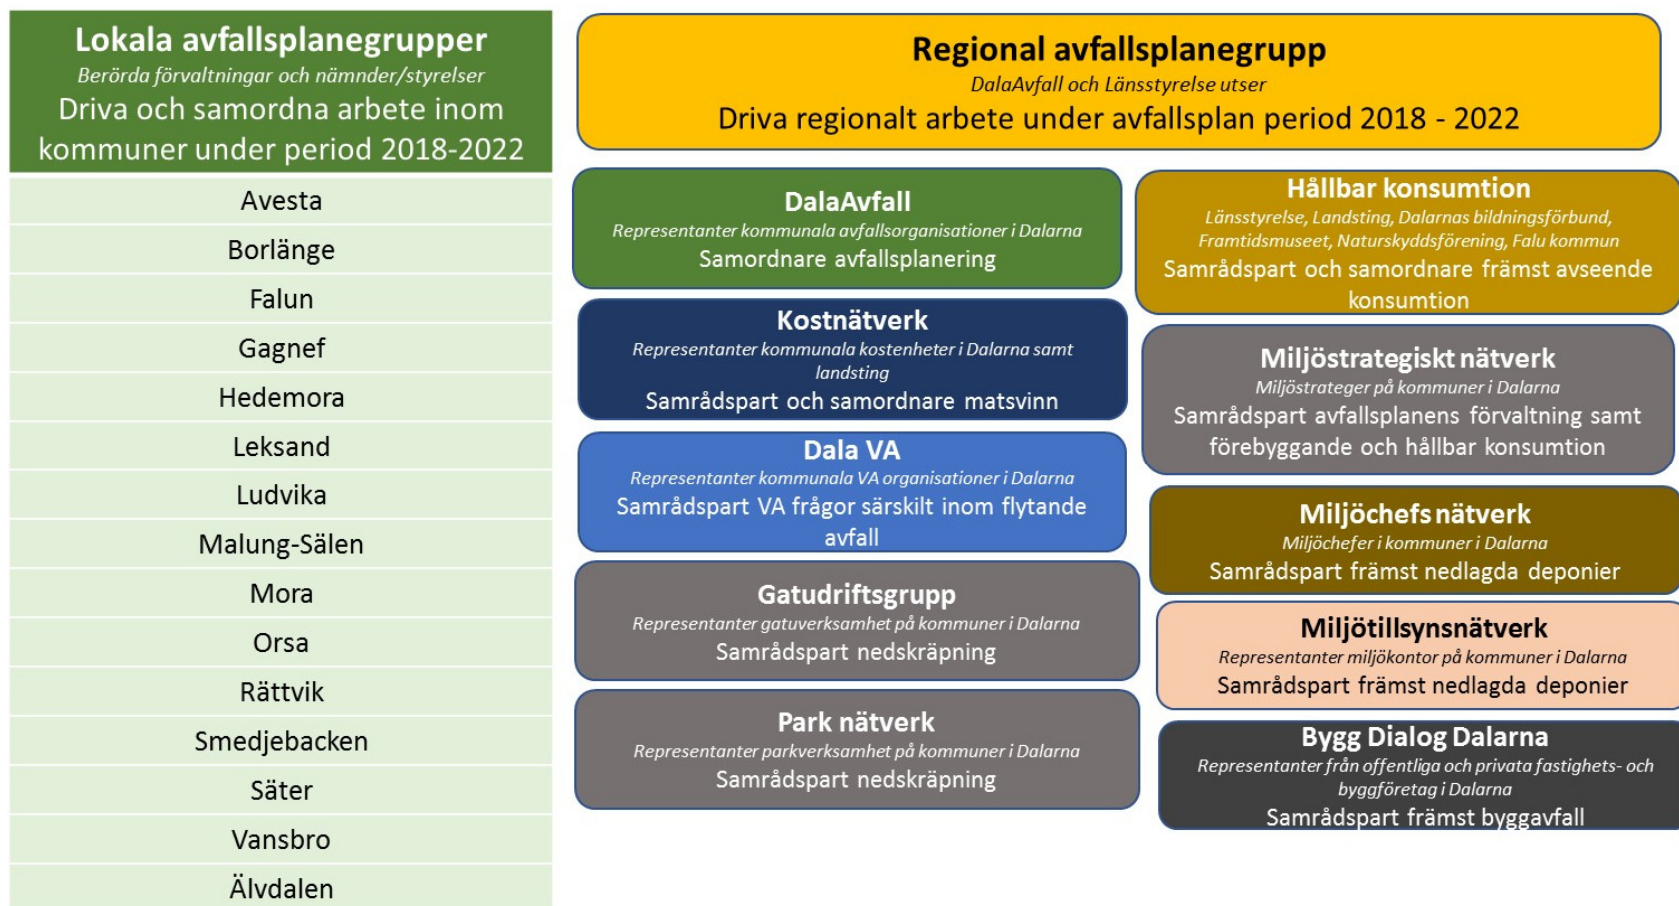 Lokala avfallsplanegrupper
Berörda förvaltningar och nämnder/styrelser
Driva och samordna arbete inom
kommuner under period 2018-2022
Avesta
Borlänge
Falun
Gagnef
Hedemora
Leksand
Ludvika
Malung-Sälen
Mora
Orsa
Rättvik
Smedjebacken
Säter
Vansbro
Älvdalen
Regional avfallsplanegrupp
DalaAvfall och Länsstyrelse utser
Driva regionalt arbete under avfallsplan period 2018 - 2022
DalaAvfall
Representanter kommunala avfallsorganisationer i Dalarna
Samordnare avfallsplanering
Kostnätverk
Representanter kommunala kostenheter i Dalarna samt
landsting
Samrådspart och samordnare matsvinn
Dala VA
Representanter kommunala VA organisationer i Dalarna
Samrådspart VA frågor särskilt inom flytande
avfall
Gatudriftsgrupp
Representanter gatuverksamhet på kommuner i Dalarna
Samrådspart nedskräpning
Park nätverk
Representanter parkverksamhet på kommuner i Dalarna
Samrådspart nedskräpning
Hållbar konsumtion
Länsstyrelse, Landsting, Dalarnas bildningsförbund,
Framtidsmuseet, Naturskyddsförening, Falu kommun
Samrådspart och samordnare främst avseende
konsumtion
Miljöstrategiskt nätverk
Miljöstrateger på kommuner i Dalarna
Samrådspart avfallsplanens förvaltning samt
förebyggande och hållbar konsumtion
Miljöchefs nätverk
Miljöchefer i kommuner i Dalarna
Samrådspart främst nedlagda deponier
Miljötillsynsnätverk
Representanter miljökontor på kommuner i Dalarna
Samrådspart främst nedlagda deponier
Bygg Dialog Dalarna
Representanter från offentliga och privata fastighets- och
byggföretag i Dalarna
Samrådspart främst byggavfall